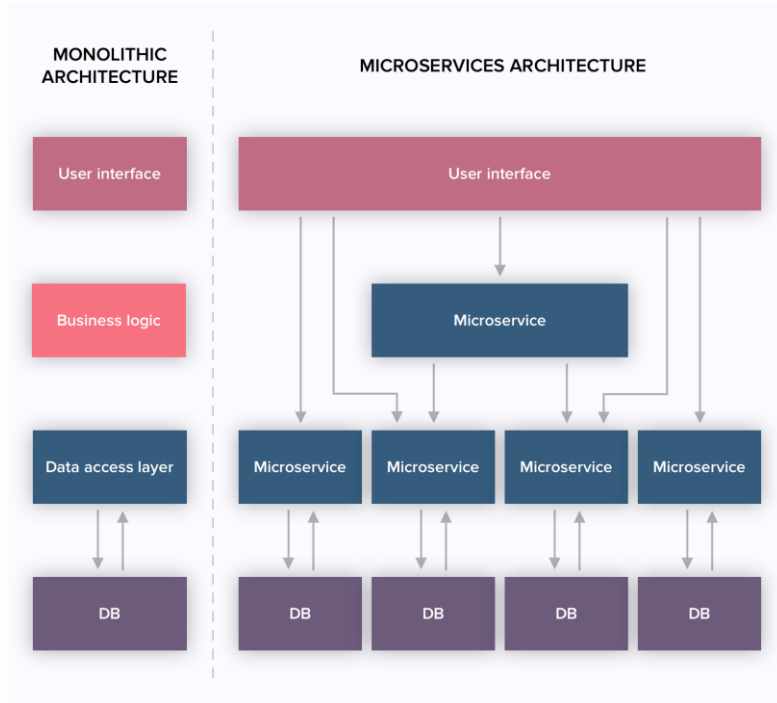 MONOLITHIC
ARCHITECTURE
User interface
Business logic
Data access layer
DB
MICROSERVICES ARCHITECTURE
User interface
Microservice
Microservice
Microservice
Microservice
Microservice
DB
DB
DB
DB